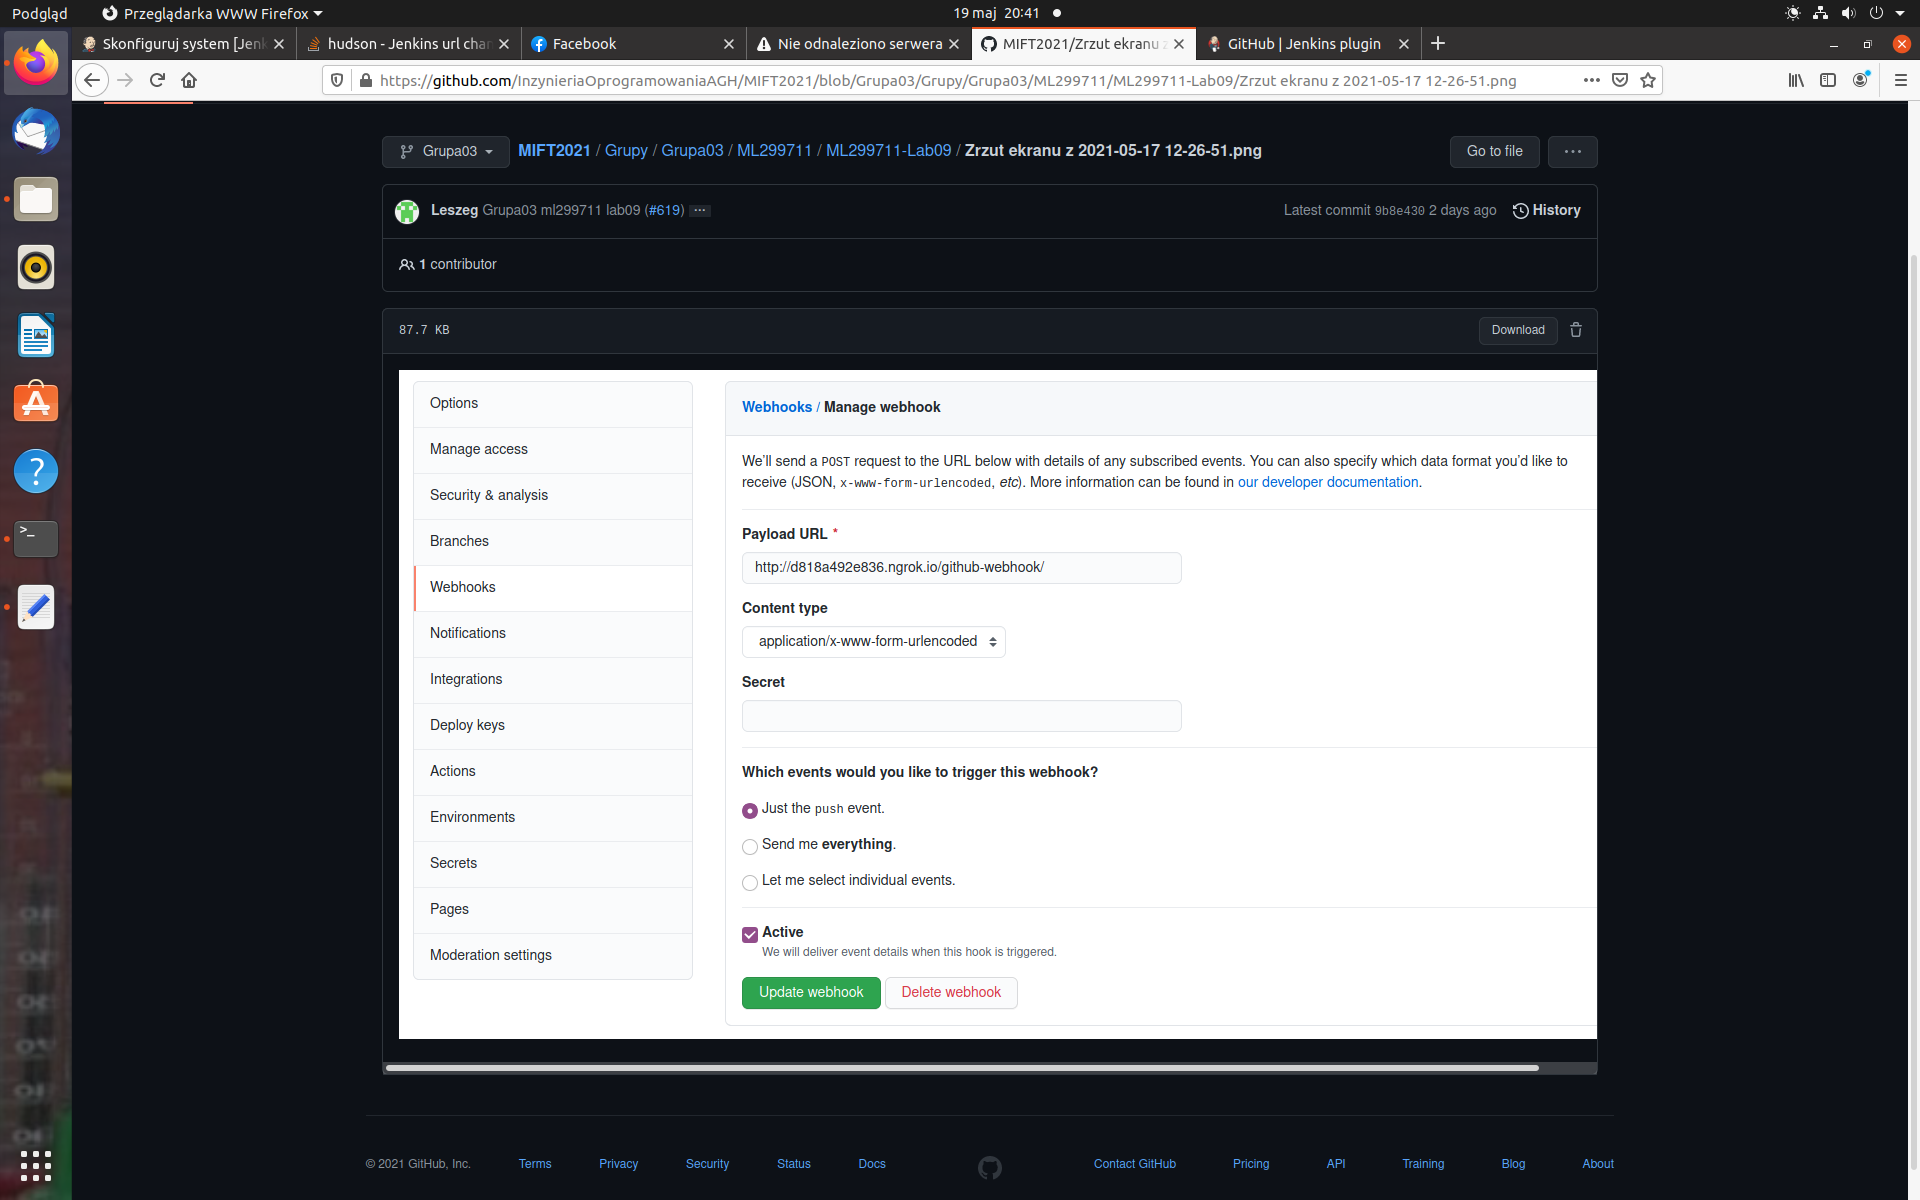 Podgląd
Przeglądarka WWW Firefox
19 maj 20:41
Skonfiguruj system [Jenk
hudson - Jenkins url chan
Facebook
Nie odnaleziono serwera
MIFT2021/Zrzut ekranu z
GitHub | Jenkins plugin
https://github.com/InzynieriaOprogramowaniaAGH/MIFT2021/blob/Grupa03/Grupy/Grupa03/ML299711/ML299711-Lab09/Zrzut ekranu z 2021-05-17 12-26-51.png
Grupa03
MIFT2021 / Grupy / Grupa03 / ML299711 / ML299711-Lab09 / Zrzut ekranu z 2021-05-17 12-26-51.png
Go to file
Leszeg Grupa03 ml299711 lab09 (#619)
Latest commit 9b8e430 2 days ago
History
1 contributor
87.7 KB
Download
Options
Manage access
Security & analysis
Branches
Webhooks
Notifications
Integrations
Deploy keys
Actions
Environments
Secrets
Pages
Moderation settings
Webhooks / Manage webhook
We'll send a POST request to the URL below with details of any subscribed events. You can also specify which data format you'd like to
receive (JSON, x-www-form-urlencoded, etc). More information can be found in our developer documentation.
Payload URL *
http://d818a492e836.ngrok.io/github-webhook/
Content type
application/x-www-form-urlencoded
Secret
Which events would you like to trigger this webhook?
Just the push event.
Send me everything.
Let me select individual events.
Active
We will deliver event details when this hook is triggered.
Update webhook
Delete webhook
© 2021 GitHub, Inc.
Terms
Privacy
Security
Status
Docs
Contact GitHub
Pricing
API
Training
Blog
About